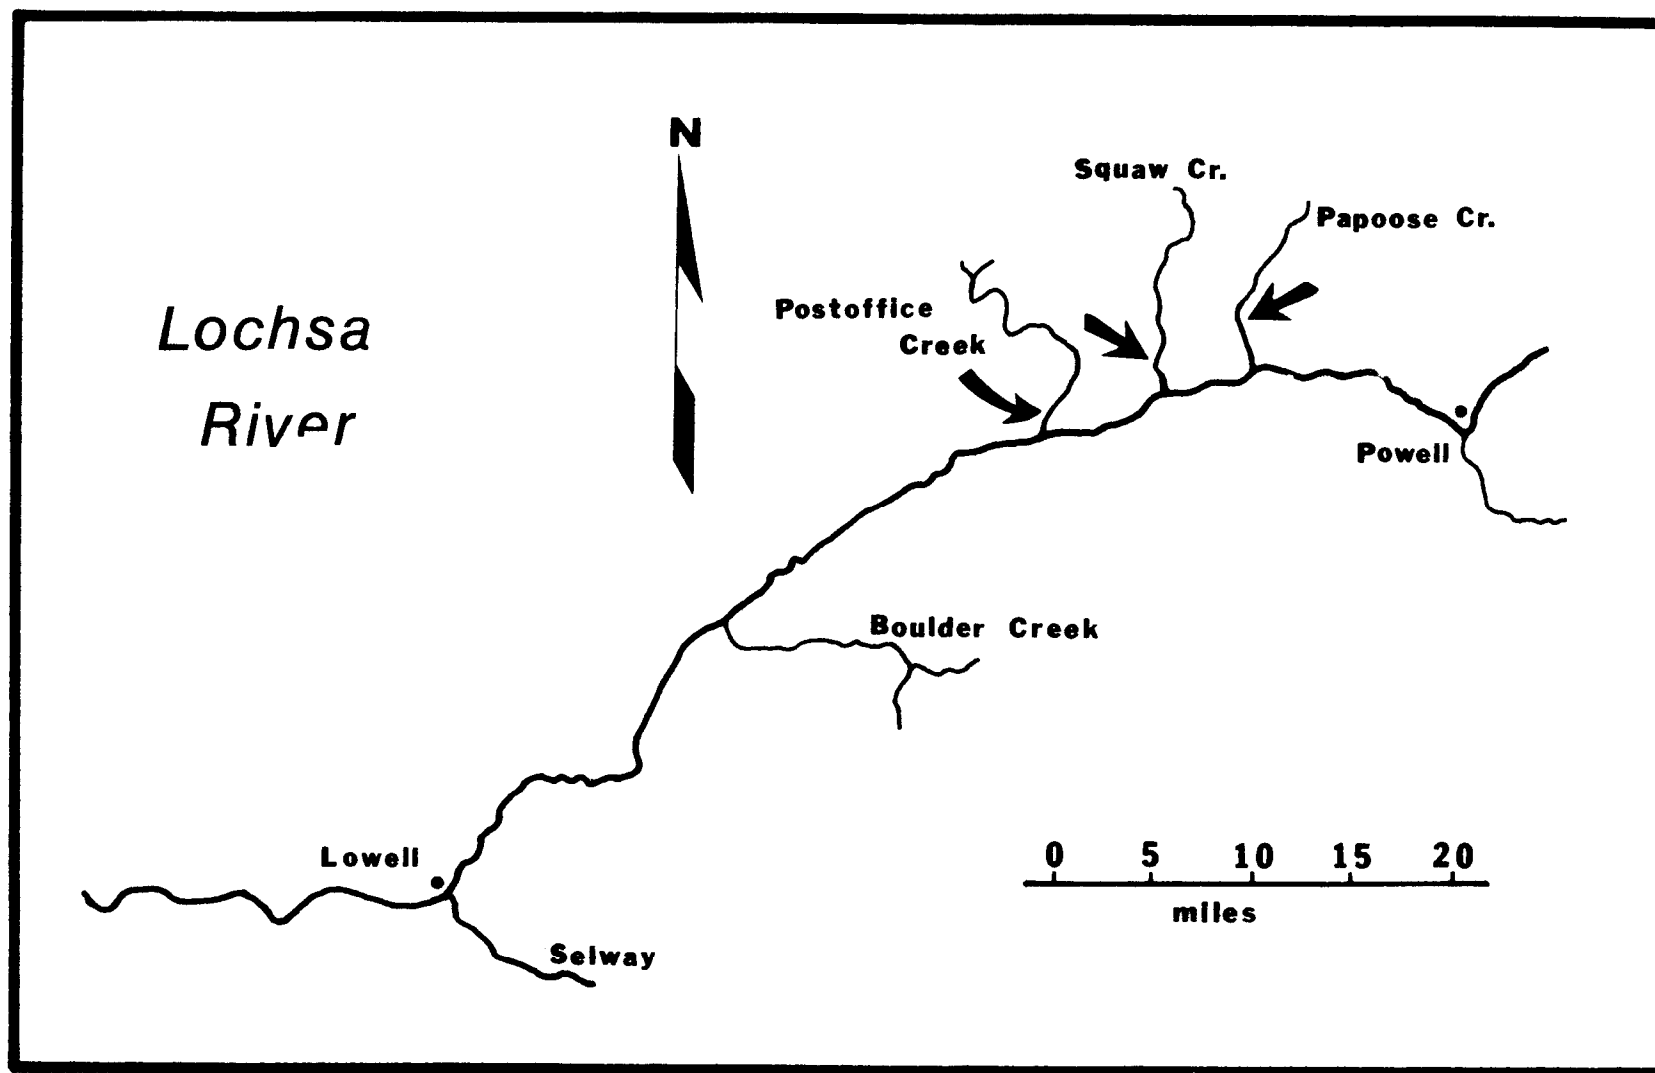 N
Squaw Cr.
Papoose Cr.
Postoffice
Creek
Lochsa
River
Powell
Boulder Creek
Lowell
0 5 10 15 20
miles
Selway